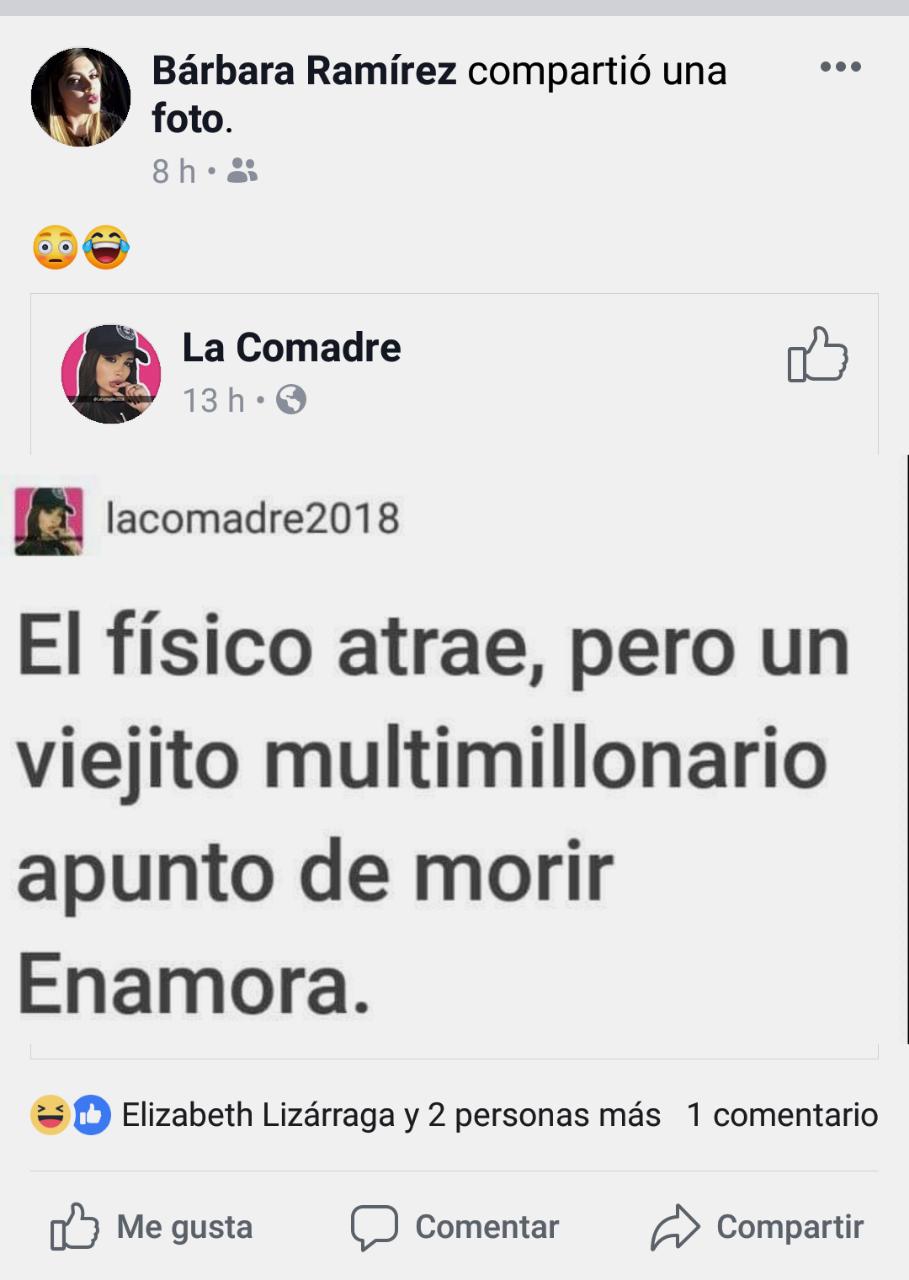 Bárbara Ramírez compartió una
foto.
8 h •
😳😂
La Comadre
13 h •
lacomadre2018
El físico atrae, pero un
viejito multimillonario
apunto de morir
Enamora.
Elizabeth Lizárraga y 2 personas más 1 comentario
Me gusta Comentar Compartir